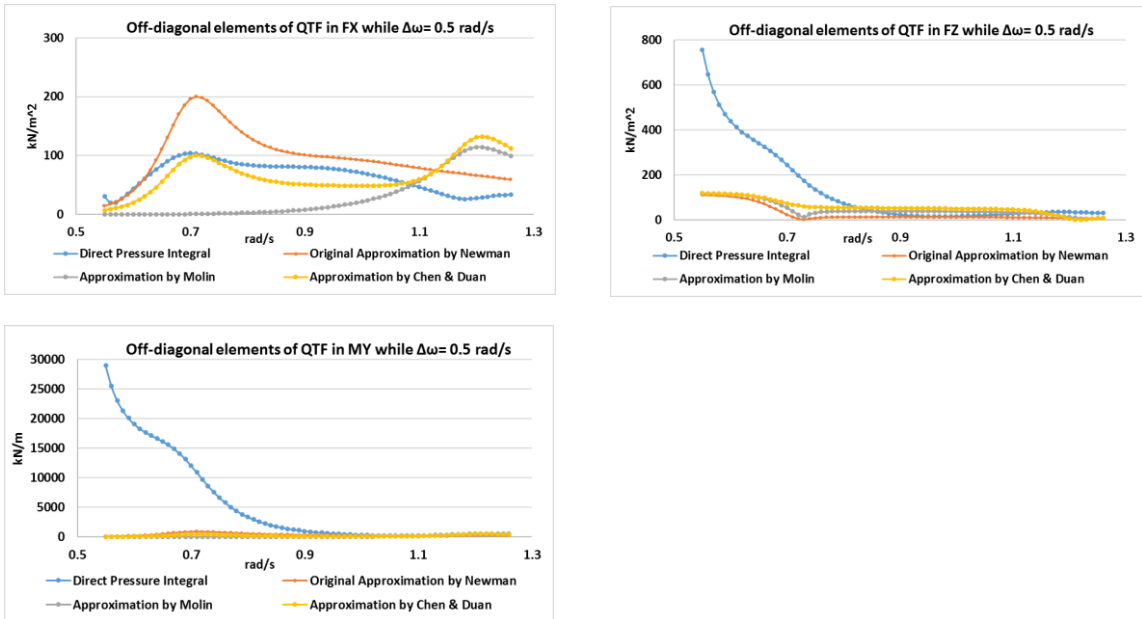 Off-diagonal elements of QTF in FX while Δω= 0.5 rad/s
300
200
100
0
kN/m^2
0.5
0.7
0.9
1.1
1.3
rad/s
Direct Pressure Integral
Original Approximation by Newman
Approximation by Molin
Approximation by Chen & Duan
Off-diagonal elements of QTF in FZ while Δω= 0.5 rad/s
800
600
400
200
0
kN/m^2
0.5
0.7
0.9
1.1
1.3
rad/s
Direct Pressure Integral
Original Approximation by Newman
Approximation by Molin
Approximation by Chen & Duan
Off-diagonal elements of QTF in MY while Δω= 0.5 rad/s
30000
25000
20000
15000
10000
5000
0
kN/m
0.5
0.7
0.9
1.1
1.3
rad/s
Direct Pressure Integral
Original Approximation by Newman
Approximation by Molin
Approximation by Chen & Duan